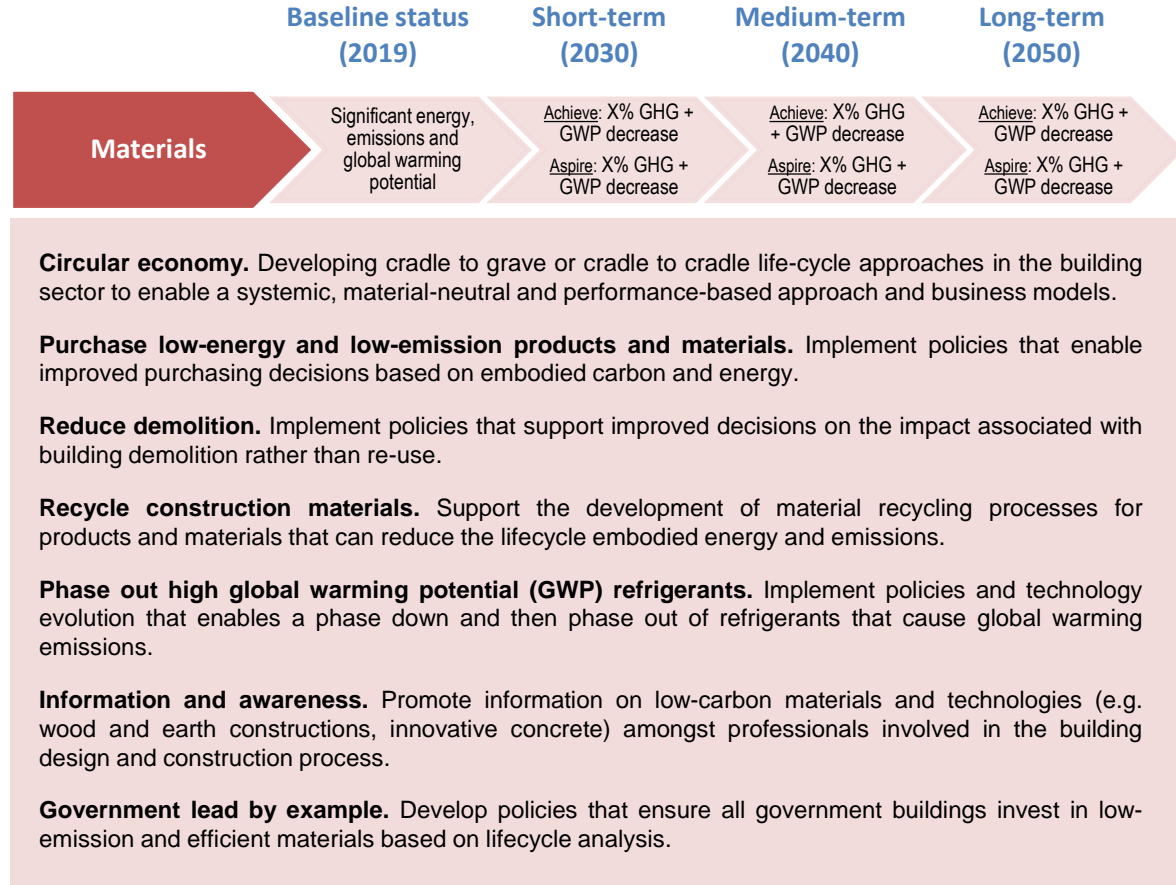 Baseline status
(2019)
Short-term
(2030)
Medium-term
(2040)
Long-term
(2050)
Materials
Significant energy,
emissions and
global warming
potential
Achieve: X% GHG +
GWP decrease
Aspire: X% GHG +
GWP decrease
Achieve: X% GHG
+ GWP decrease
Aspire: X% GHG +
GWP decrease
Achieve: X% GHG +
GWP decrease
Aspire: X% GHG +
GWP decrease
Circular economy. Developing cradle to grave or cradle to cradle life-cycle approaches in the building
sector to enable a systemic, material-neutral and performance-based approach and business models.
Purchase low-energy and low-emission products and materials. Implement policies that enable
improved purchasing decisions based on embodied carbon and energy.
Reduce demolition. Implement policies that support improved decisions on the impact associated with
building demolition rather than re-use.
Recycle construction materials. Support the development of material recycling processes for
products and materials that can reduce the lifecycle embodied energy and emissions.
Phase out high global warming potential (GWP) refrigerants. Implement policies and technology
evolution that enables a phase down and then phase out of refrigerants that cause global warming
emissions.
Information and awareness. Promote information on low-carbon materials and technologies (e.g.
wood and earth constructions, innovative concrete) amongst professionals involved in the building
design and construction process.
Government lead by example. Develop policies that ensure all government buildings invest in low-
emission and efficient materials based on lifecycle analysis.